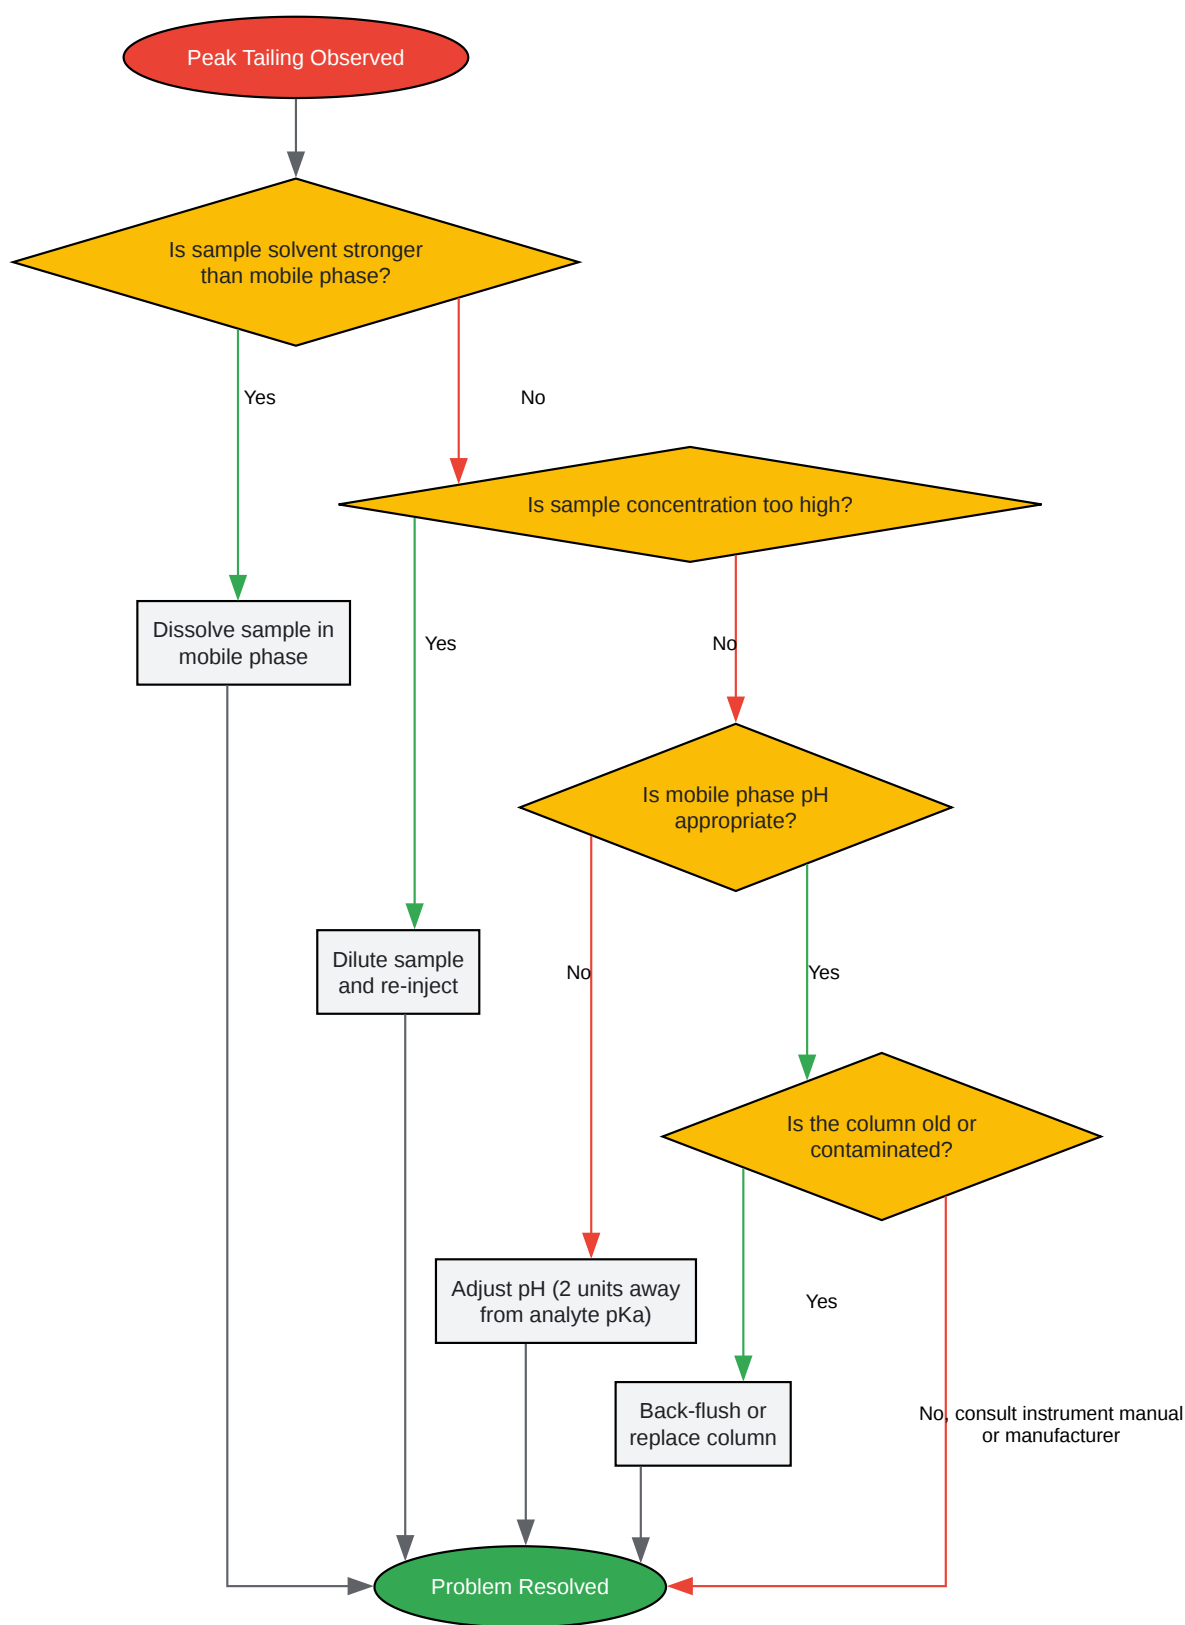 Peak Tailing Observed
Is sample solvent stronger
than mobile phase?
Yes
No
Is sample concentration too high?
Dissolve sample in
mobile phase
Yes
No
Is mobile phase pH
appropriate?
Dilute sample
and re-inject
No
Yes
Is the column old or
contaminated?
Adjust pH (2 units away
from analyte pKa)
Yes
Back-flush or
replace column
No, consult instrument manual
or manufacturer
Problem Resolved